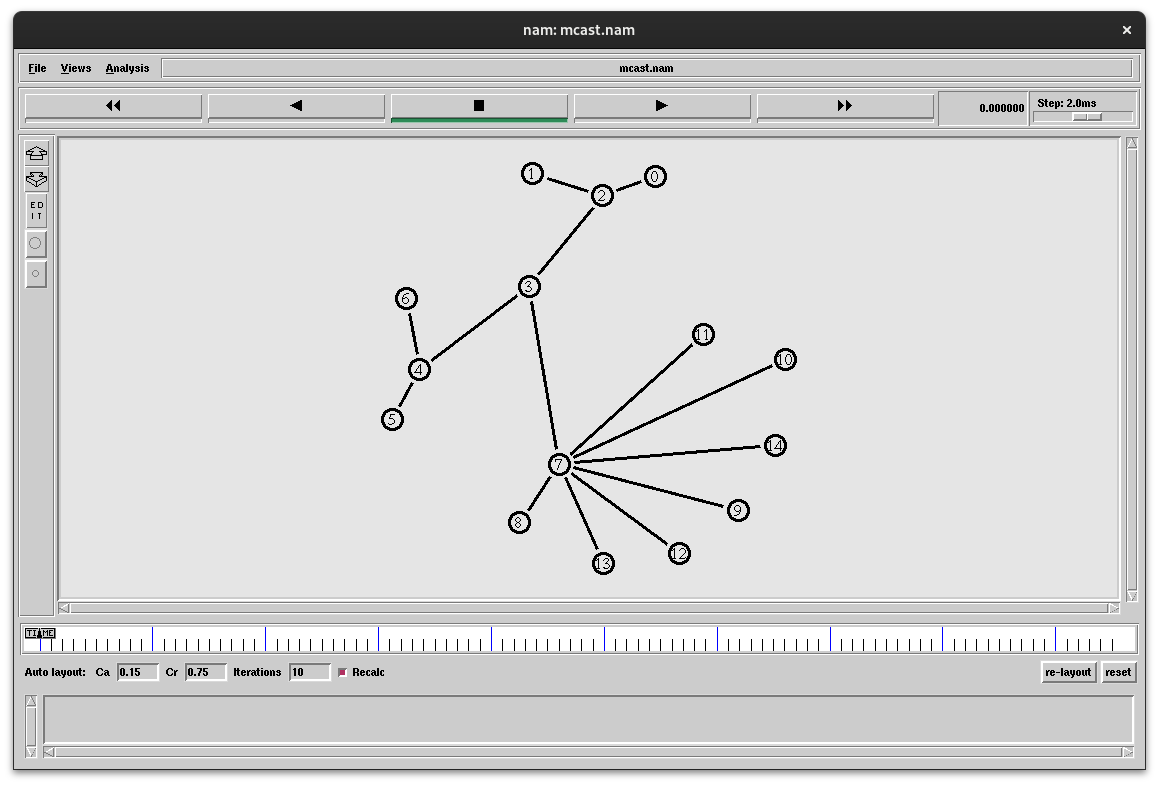 nam: mcast.nam
File Views Analysis mcast.nam
0.000000 Step: 2.0ms
1 0
2
E D
I T
3
6
11
10
4
5
14
7
9
8
12
13
TIME
Auto layout: Ca 0.15 Cr 0.75 Iterations 10 Recalc re-layout reset